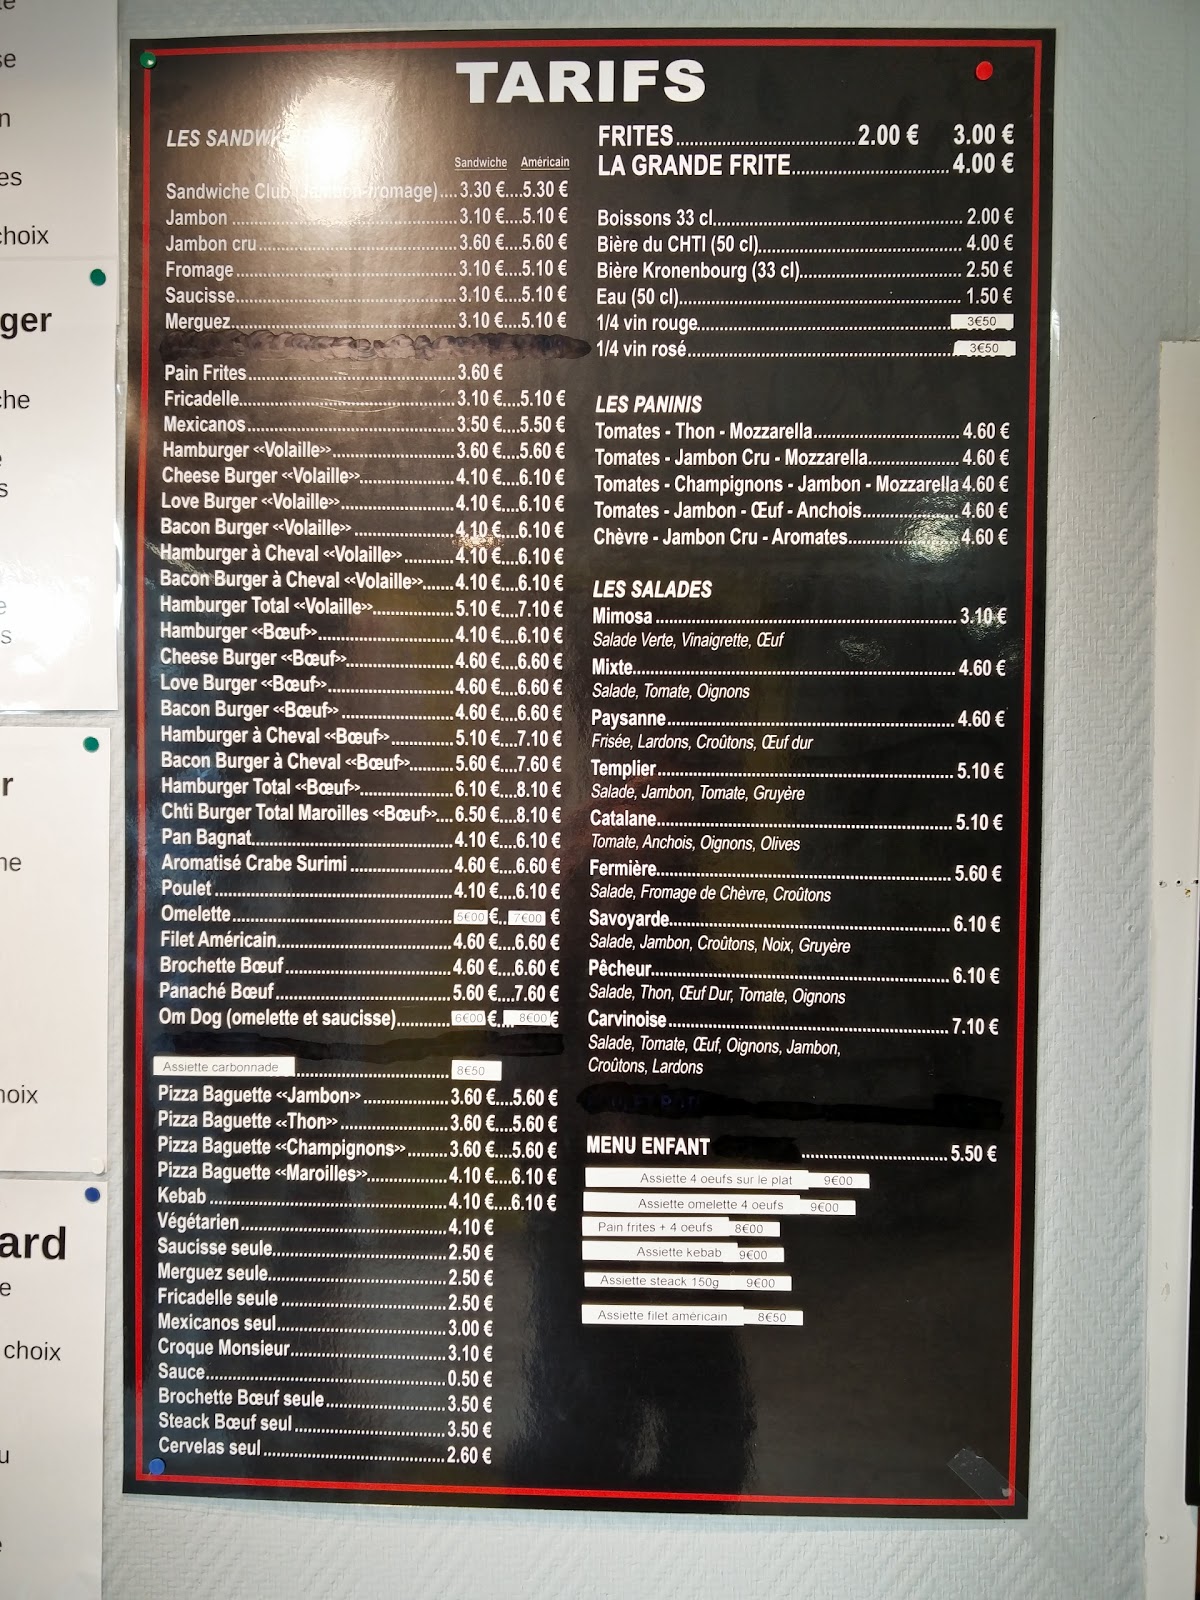 TARIFS
LES SANDW
Sandwiche Américain
Sandwiche Club (Jambon-fromage)....3.30 €....5.30 €
Jambon ....3.10 €....5.10 €
Jambon cru....3.60 €....5.60 €
Fromage....3.10 €....5.10 €
Saucisse....3.10 €....5.10 €
Merguez....3.10 €....5.10 €
Pain Frites....3.60 €
Fricadelle....3.10 €....5.10 €
Mexicanos....3.50 €....5.50 €
Hamburger «Volaille»....3.60 €....5.60 €
Cheese Burger «Volaille»....4.10 €....6.10 €
Love Burger «Volaille»....4.10 €....6.10 €
Bacon Burger «Volaille»....4.10 €....6.10 €
Hamburger à Cheval «Volaille»....4.10 €....6.10 €
Bacon Burger à Cheval «Volaille»....4.10 €....6.10 €
Hamburger Total «Volaille»....5.10 €....7.10 €
Hamburger «Bœuf»....4.10 €....6.10 €
Cheese Burger «Bœuf»....4.60 €....6.60 €
Love Burger «Bœuf»....4.60 €....6.60 €
Bacon Burger «Bœuf»....4.60 €....6.60 €
Hamburger à Cheval «Bœuf»....5.10 €....7.10 €
Bacon Burger à Cheval «Bœuf»....5.60 €....7.60 €
Hamburger Total «Bœuf»....6.10 €....8.10 €
Chti Burger Total Maroilles «Bœuf»....6.50 €....8.10 €
Pan Bagnat....4.10 €....6.10 €
Aromatisé Crabe Surimi....4.60 €....6.60 €
Poulet....4.10 €....6.10 €
Omelette....5€00 €....7€00 €
Filet Américain....4.60 €....6.60 €
Brochette Bœuf....4.60 €....6.60 €
Panaché Bœuf....5.60 €....7.60 €
Om Dog (omelette et saucisse)....6€00 €....8€00 €
Assiette carbonnade....8€50
Pizza Baguette «Jambon»....3.60 €....5.60 €
Pizza Baguette «Thon»....3.60 €....5.60 €
Pizza Baguette «Champignons»....3.60 €....5.60 €
Pizza Baguette «Maroilles»....4.10 €....6.10 €
Kebab....4.10 €....6.10 €
Végétarien....4.10 €
Saucisse seule....2.50 €
Merguez seule....2.50 €
Fricadelle seule....2.50 €
Mexicanos seul....3.00 €
Croque Monsieur....3.10 €
Sauce....0.50 €
Brochette Bœuf seule....3.50 €
Steack Bœuf seul....3.50 €
Cervelas seul....2.60 €
FRITES....2.00 € 3.00 €
LA GRANDE FRITE....4.00 €
Boissons 33 cl....2.00 €
Bière du CHTI (50 cl)....4.00 €
Bière Kronenbourg (33 cl)....2.50 €
Eau (50 cl)....1.50 €
1/4 vin rouge....3€50
1/4 vin rosé....3€50
LES PANINIS
Tomates - Thon - Mozzarella....4.60 €
Tomates - Jambon Cru - Mozzarella....4.60 €
Tomates - Champignons - Jambon - Mozzarella 4.60 €
Tomates - Jambon - Œuf - Anchois....4.60 €
Chèvre - Jambon Cru - Aromates....4.60 €
LES SALADES
Mimosa....3.10 €
Salade Verte, Vinaigrette, Œuf
Mixte....4.60 €
Salade, Tomate, Oignons
Paysanne....4.60 €
Frisée, Lardons, Croûtons, Œuf dur
Templier....5.10 €
Salade, Jambon, Tomate, Gruyère
Catalane....5.10 €
Tomate, Anchois, Oignons, Olives
Fermière....5.60 €
Salade, Fromage de Chèvre, Croûtons
Savoyarde....6.10 €
Salade, Jambon, Croûtons, Noix, Gruyère
Pêcheur....6.10 €
Salade, Thon, Œuf Dur, Tomate, Oignons
Carvinoise....7.10 €
Salade, Tomate, Œuf, Oignons, Jambon,
Croûtons, Lardons
MENU ENFANT....5.50 €
Assiette 4 oeufs sur le plat 9€00
Assiette omelette 4 oeufs 9€00
Pain frites + 4 oeufs 8€00
Assiette kebab 9€00
Assiette steack 150g 9€00
Assiette filet américain 8€50
choix
ger
choix
ard
choix